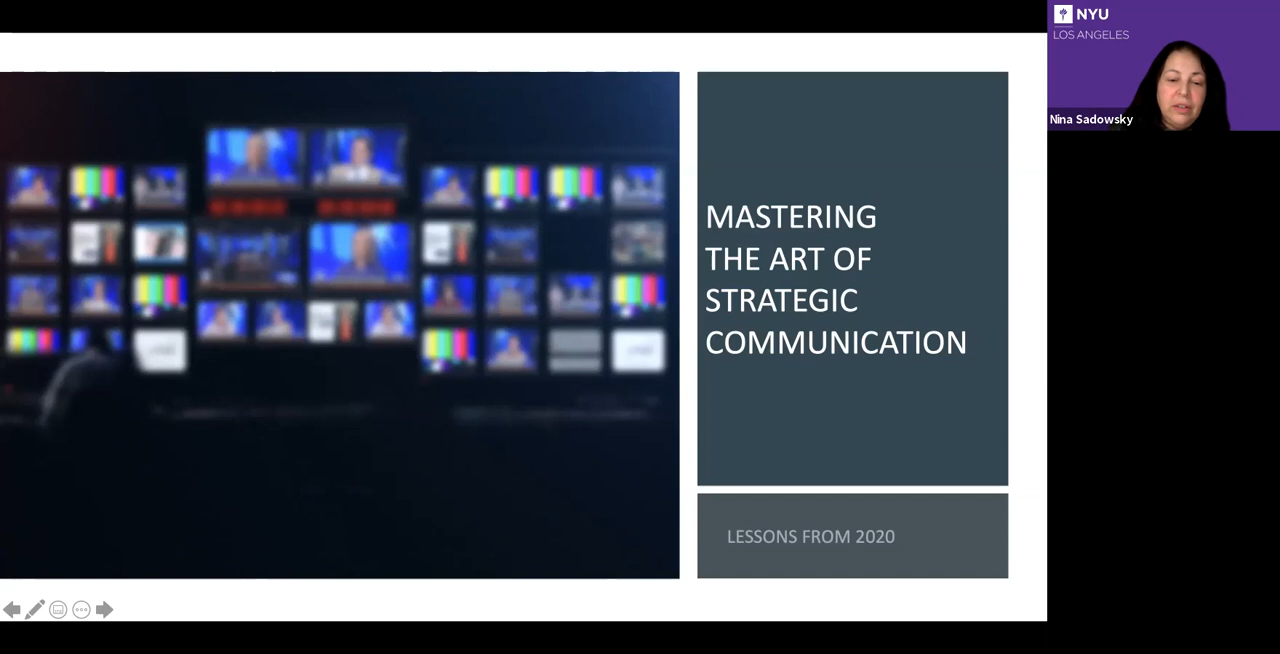 MASTERING
THE ART OF
STRATEGIC
COMMUNICATION
LESSONS FROM 2020
NYU
LOS ANGELES
Nina Sadowsky